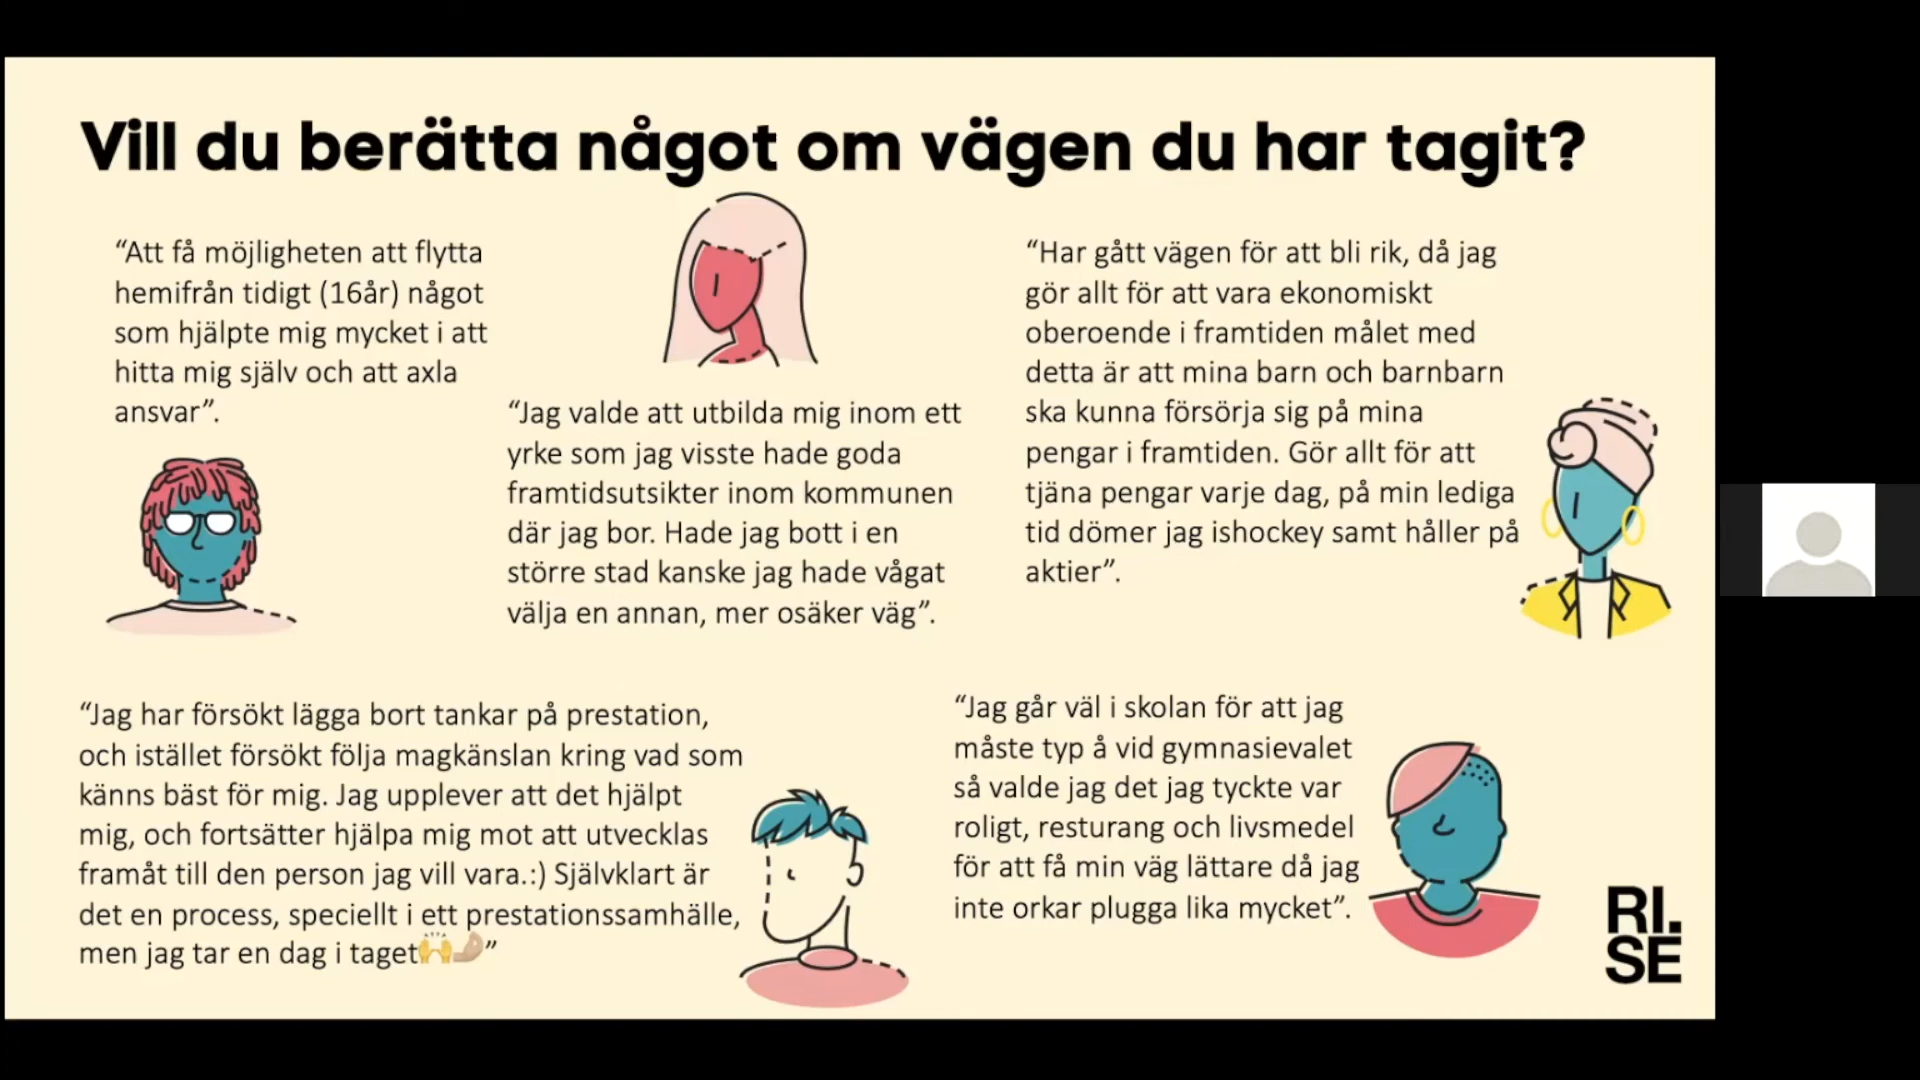 Vill du berätta något om vägen du har tagit?
“Att få möjligheten att flytta
hemifrån tidigt (16år) något
som hjälpte mig mycket i att
hitta mig själv och att axla
ansvar”.
“Jag valde att utbilda mig inom ett
yrke som jag visste hade goda
framtidsutsikter inom kommunen
där jag bor. Hade jag bott i en
större stad kanske jag hade vågat
välja en annan, mer osäker väg”.
“Har gått vägen för att bli rik, då jag
gör allt för att vara ekonomiskt
oberoende i framtiden målet med
detta är att mina barn och barnbarn
ska kunna försörja sig på mina
pengar i framtiden. Gör allt för att
tjäna pengar varje dag, på min lediga
tid dömer jag ishockey samt håller på
aktier”.
“Jag har försökt lägga bort tankar på prestation,
och istället försökt följa magkänslan kring vad som
känns bäst för mig. Jag upplever att det hjälpt
mig, och fortsätter hjälpa mig mot att utvecklas
framåt till den person jag vill vara.:) Självklart är
det en process, speciellt i ett prestationssamhälle,
men jag tar en dag i taget🙌🏼🤌🏼”
“Jag går väl i skolan för att jag
måste typ å vid gymnasievalet
så valde jag det jag tyckte var
roligt, resturang och livsmedel
för att få min väg lättare då jag
inte orkar plugga lika mycket”.
RI.
SE